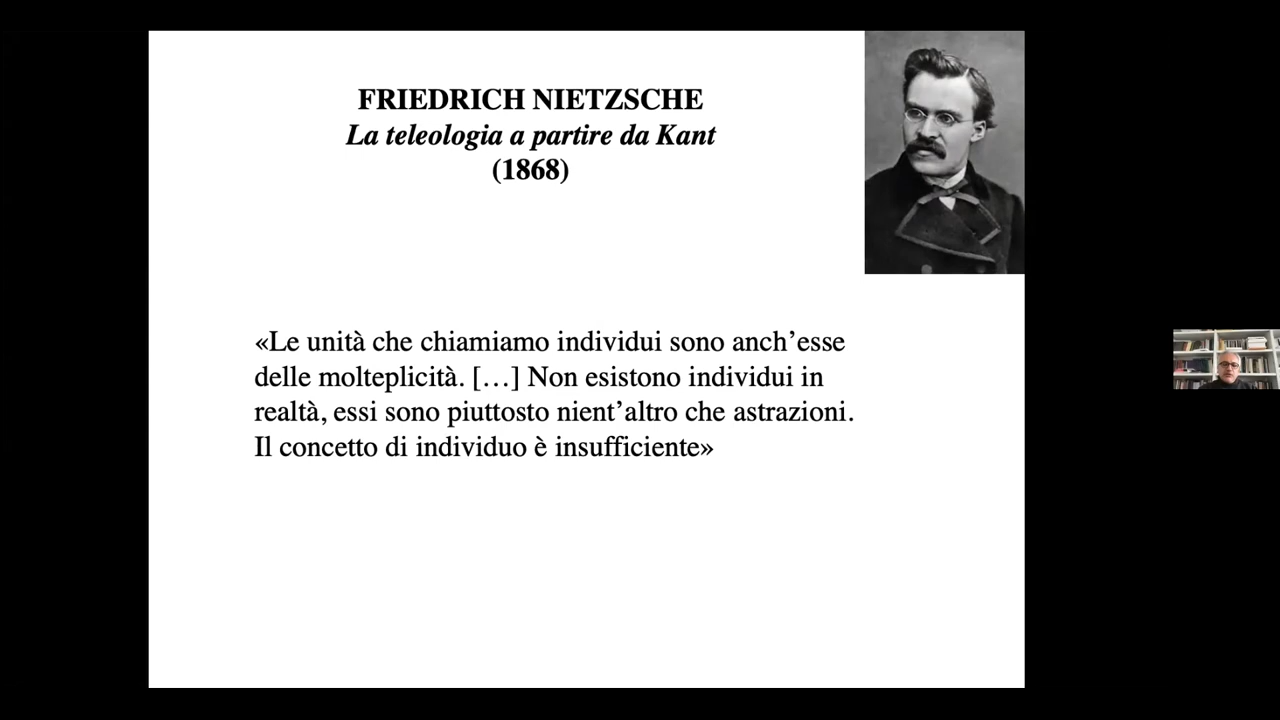 FRIEDRICH NIETZSCHE
La teleologia a partire da Kant
(1868)
«Le unità che chiamiamo individui sono anch’esse
delle molteplicità. […] Non esistono individui in
realtà, essi sono piuttosto nient’altro che astrazioni.
Il concetto di individuo è insufficiente»